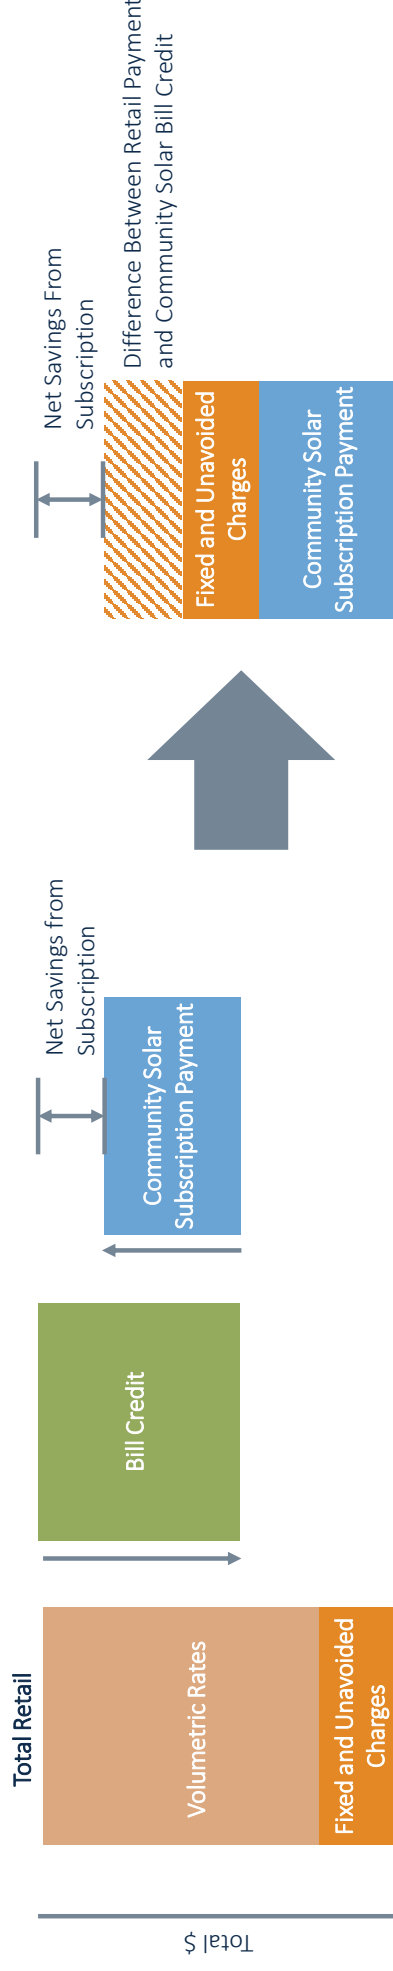 Total $
Total Retail
Volumetric Rates
Fixed and Unavoided
Charges
Bill Credit
Community Solar
Subscription Payment
Net Savings from
Subscription
Net Savings From
Subscription
Difference Between Retail Payment
and Community Solar Bill Credit
Fixed and Unavoided
Charges
Community Solar
Subscription Payment